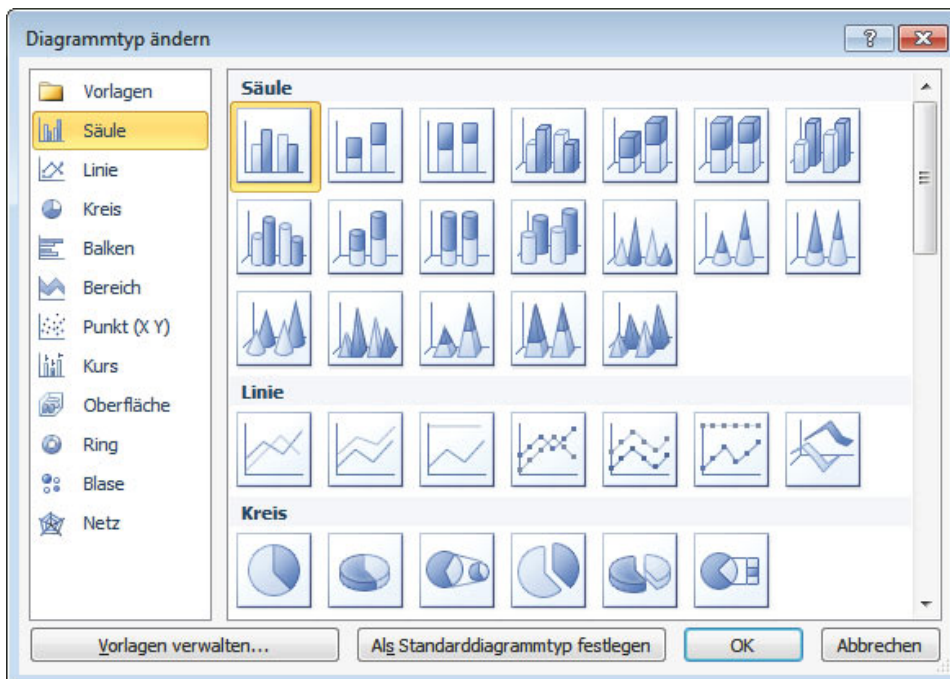 Diagrammtyp ändern
Vorlagen
Säule
Linie
Kreis
Balken
Bereich
Punkt (X Y)
Kurs
Oberfläche
Ring
Blase
Netz
Säule
Linie
Kreis
Vorlagen verwalten...
Als Standarddiagrammtyp festlegen
OK
Abbrechen